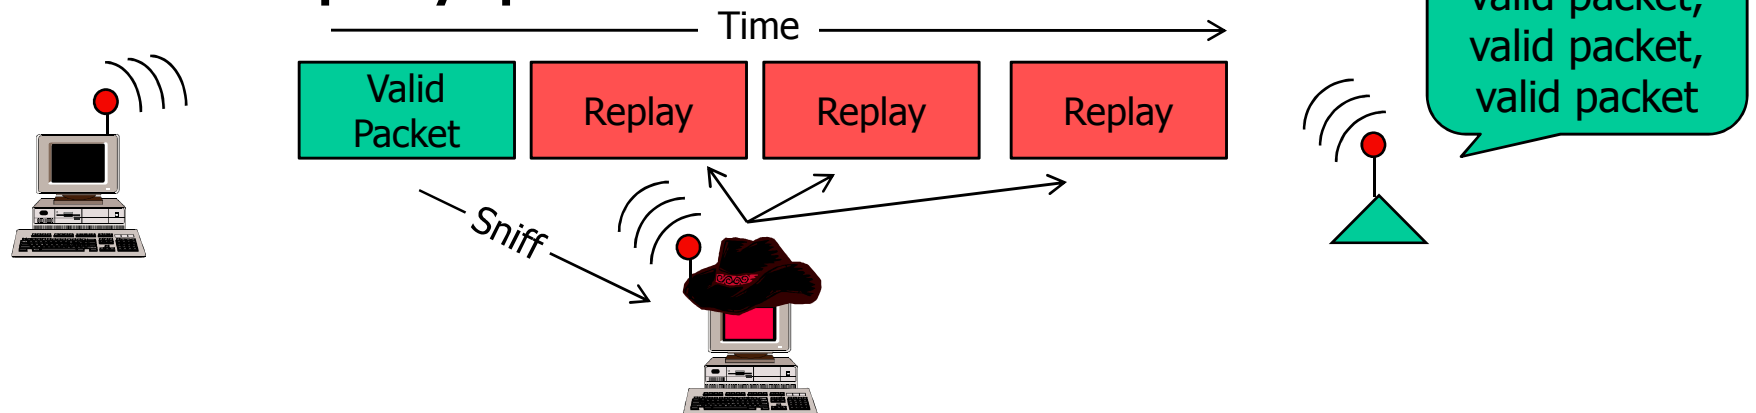 Time
valid packet,
valid packet,
valid packet
Valid
Packet
Replay
Replay
Replay
Sniff